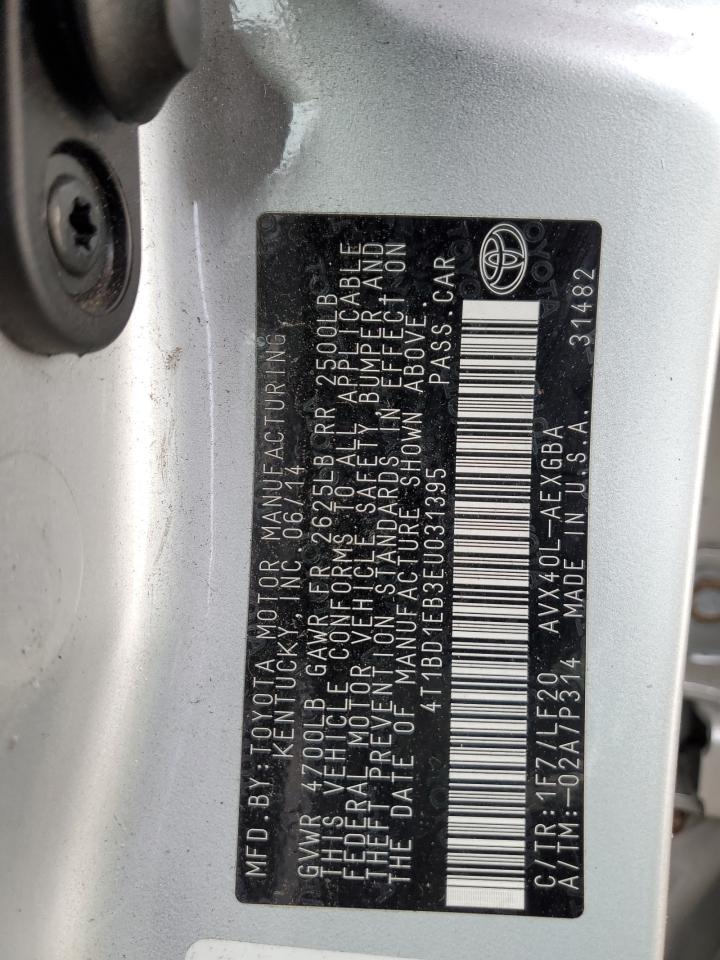 MFD.BY:TOYOTA MOTOR MANUFACTURING
KENTUCKY,INC.06/14
GVWR 4700LB GAWR FR 2625LB RR 2500LB
THIS VEHICLE CONFORMS TO ALL APPLICABLE
FEDERAL MOTOR VEHICLE SAFETY,BUMPER,AND
THEFT PREVENTION STANDARDS IN EFFECT ON
THE DATE OF MANUFACTURE SHOWN ABOVE.
4T1BD1EB3EU031395 PASS.CAR
C/TR:1F7/LF20 AVX40L-AEXGBA
A/TM:-02A7P314 MADE IN U.S.A. 31482
TOYOTA